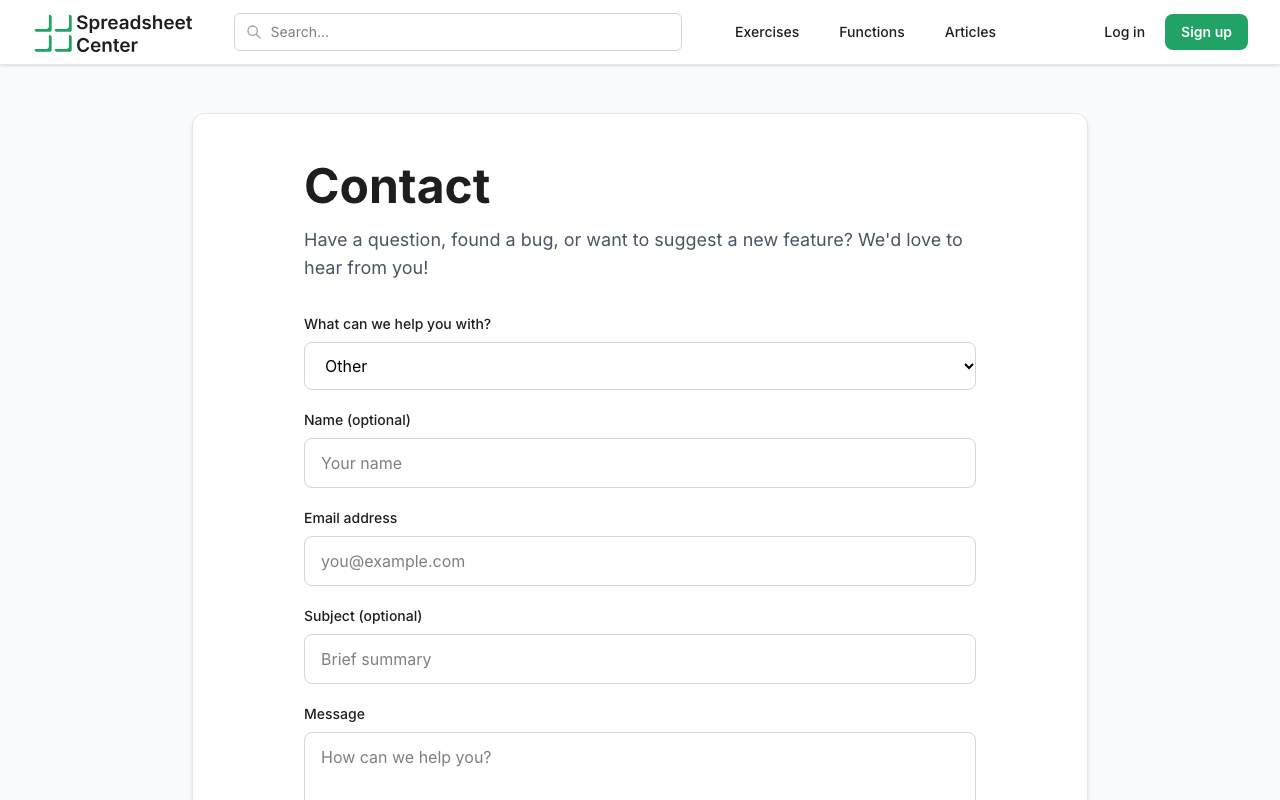 Spreadsheet
Center
Search...
Exercises
Functions
Articles
Log in
Sign up
Contact
Have a question, found a bug, or want to suggest a new feature? We'd love to
hear from you!
What can we help you with?
Other
Name (optional)
Your name
Email address
you@example.com
Subject (optional)
Brief summary
Message
How can we help you?